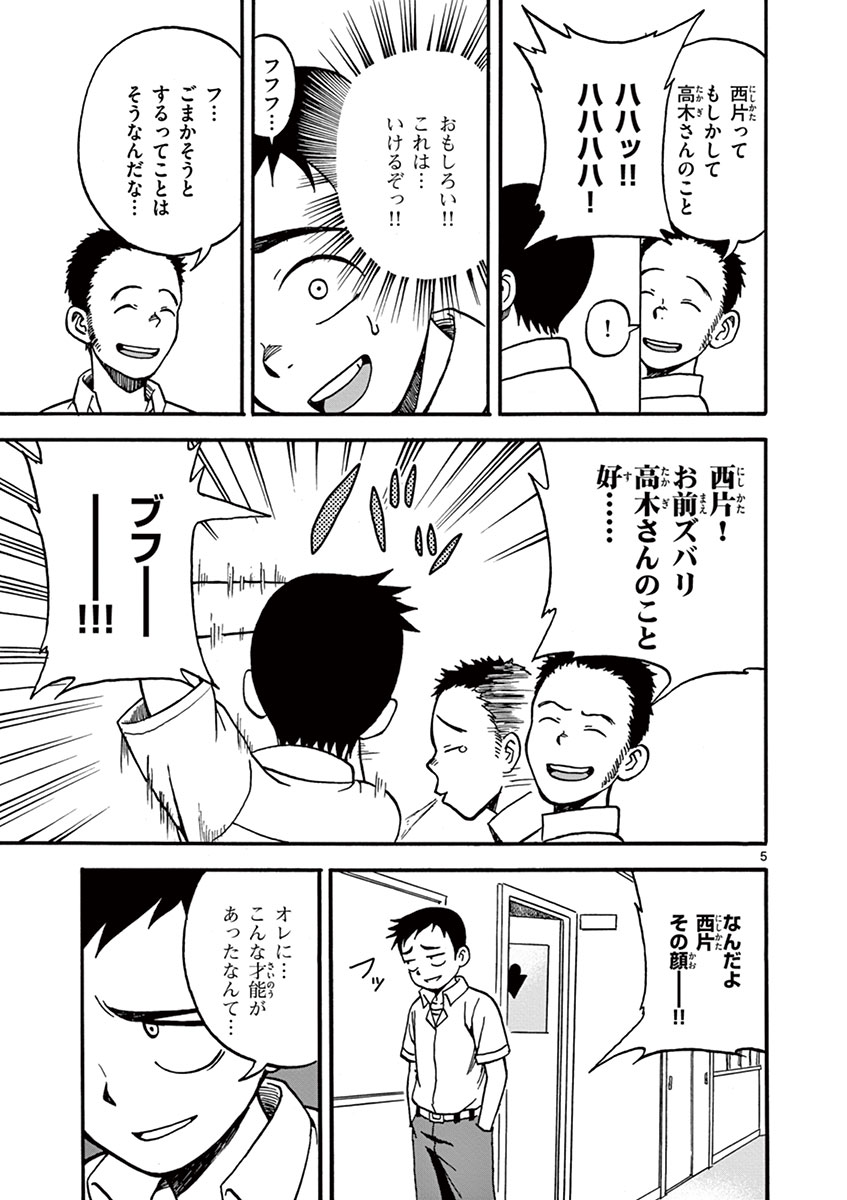 西片って
もしかして
高木さんのこと
ハハッ!!
ハハハハ!
!
おもしろい!!
これは…
いけるぞっ!!
フフフ…
フ…
ごまかそうと
するってことは
そうなんだな…
西片!
お前ズバリ
高木さんのこと
好……
ブフー
ー!!!
5
なんだよ
西片
その顔ーー!!
フッ
オレに…
こんな才能が
あったなんて…